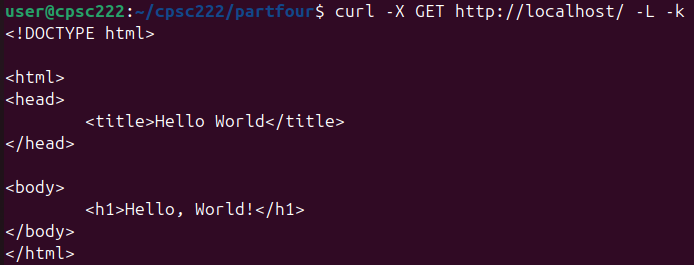 user@cpsc222:~/cpsc222/partfour$ curl -X GET http://localhost/ -L -k
<!DOCTYPE html>
<html>
<head>
<title>Hello World</title>
</head>
<body>
<h1>Hello, World!</h1>
</body>
</html>